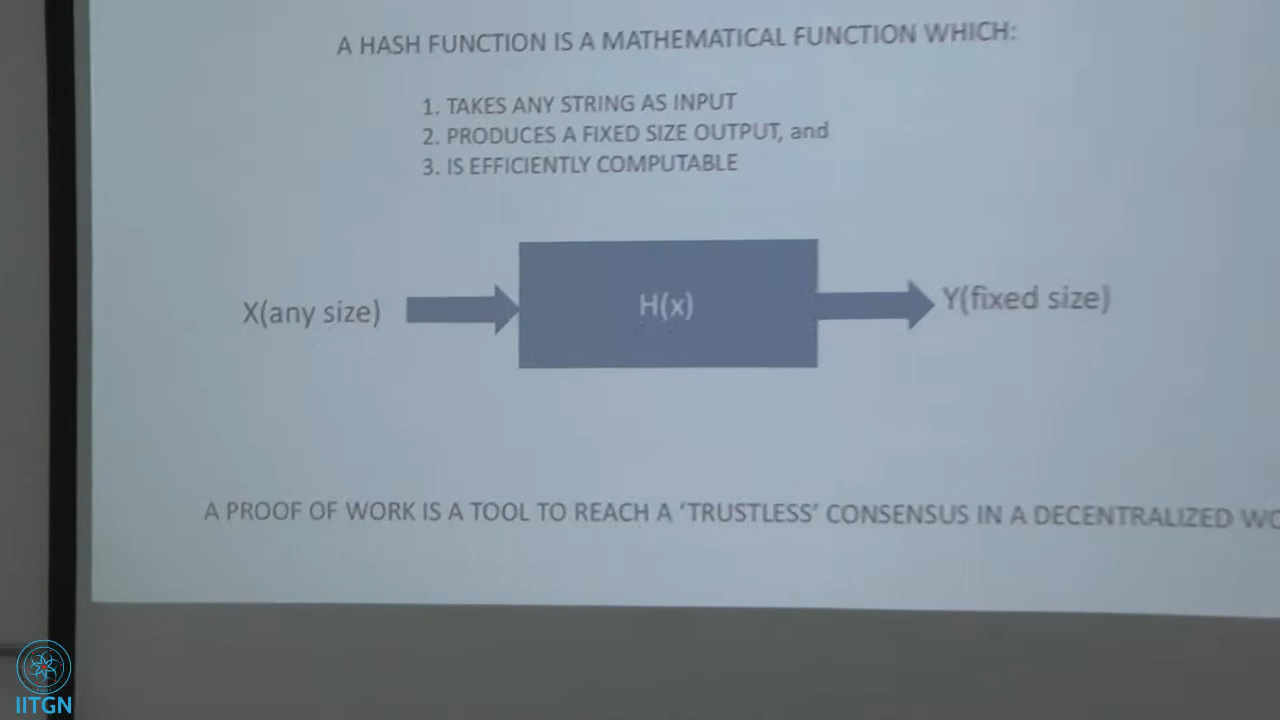 A HASH FUNCTION IS A MATHEMATICAL FUNCTION WHICH:
1. TAKES ANY STRING AS INPUT
2. PRODUCES A FIXED SIZE OUTPUT, and
3. IS EFFICIENTLY COMPUTABLE
X(any size)
H(x)
Y(fixed size)
A PROOF OF WORK IS A TOOL TO REACH A ‘TRUSTLESS’ CONSENSUS IN A DECENTRALIZED
IITGN